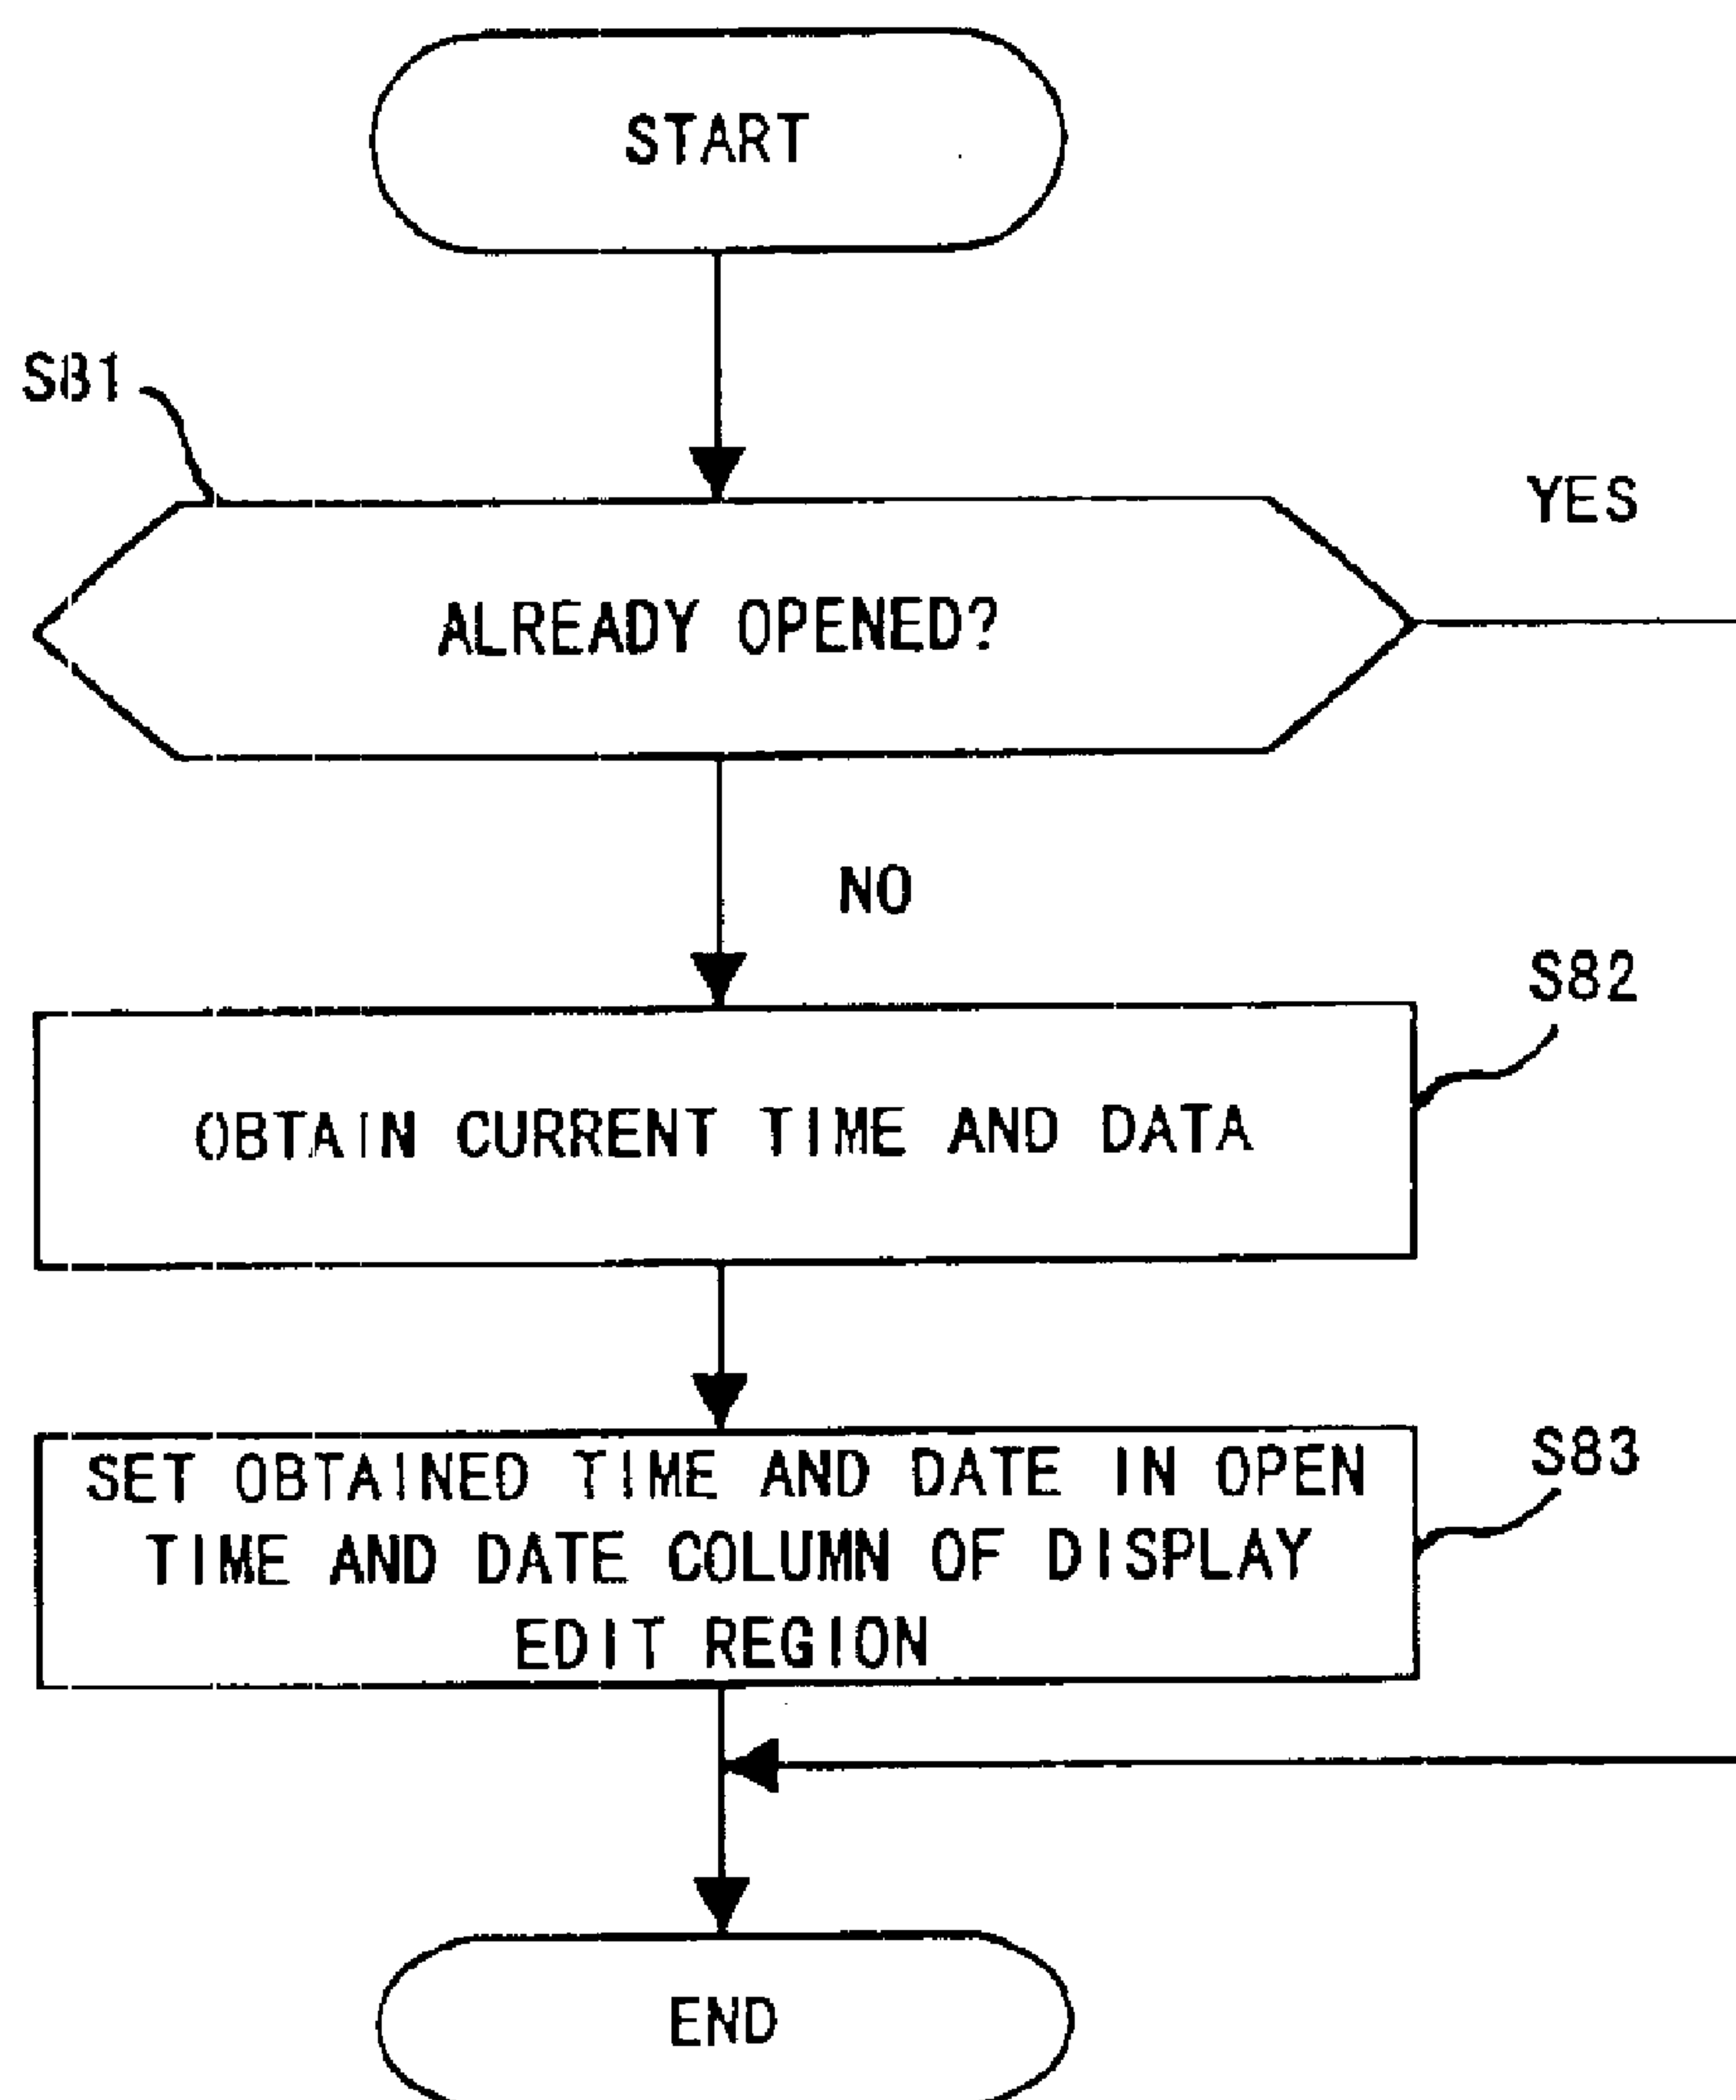 START
S81
YES
ALREADY OPENED?
NO
S82
OBTAIN CURRENT TIME AND DATA
S83
SET OBTAINED TIME AND DATE IN OPEN
TIME AND DATE COLUMN OF DISPLAY
EDIT REGION
END